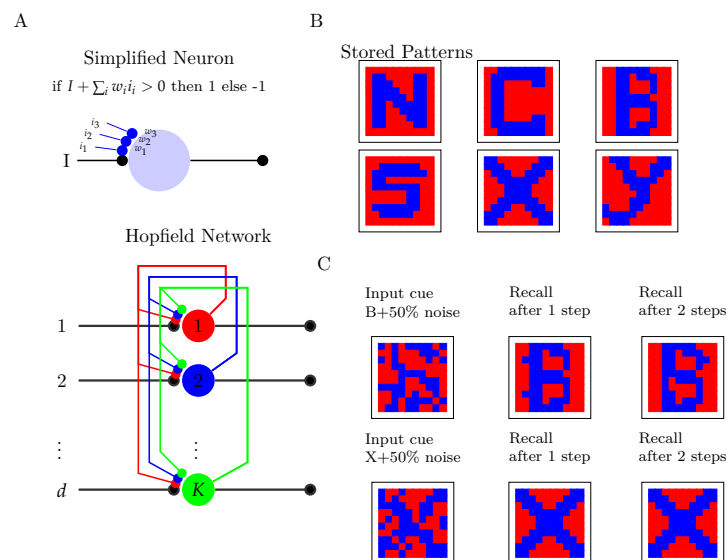 A
Simplified Neuron
if I + ∑ᵢ wᵢiᵢ > 0 then 1 else -1
i₃
i₂
i₁
w₃
w₂
w₁
I
Hopfield Network
1
1
2
2
⋮
⋮
d
K
B
Stored Patterns
N C B
S X y
C
Input cue
B+50% noise
Recall
after 1 step
Recall
after 2 steps
Input cue
X+50% noise
Recall
after 1 step
Recall
after 2 steps